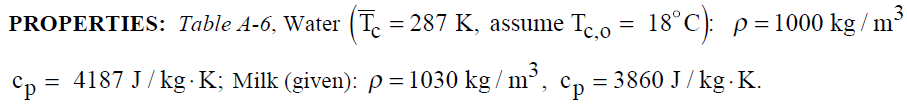 PROPERTIES: Table A-6, Water (T̄c = 287 K, assume Tc,o = 18°C): ρ = 1000 kg / m³
cp = 4187 J / kg · K; Milk (given): ρ = 1030 kg / m³, cp = 3860 J / kg · K.